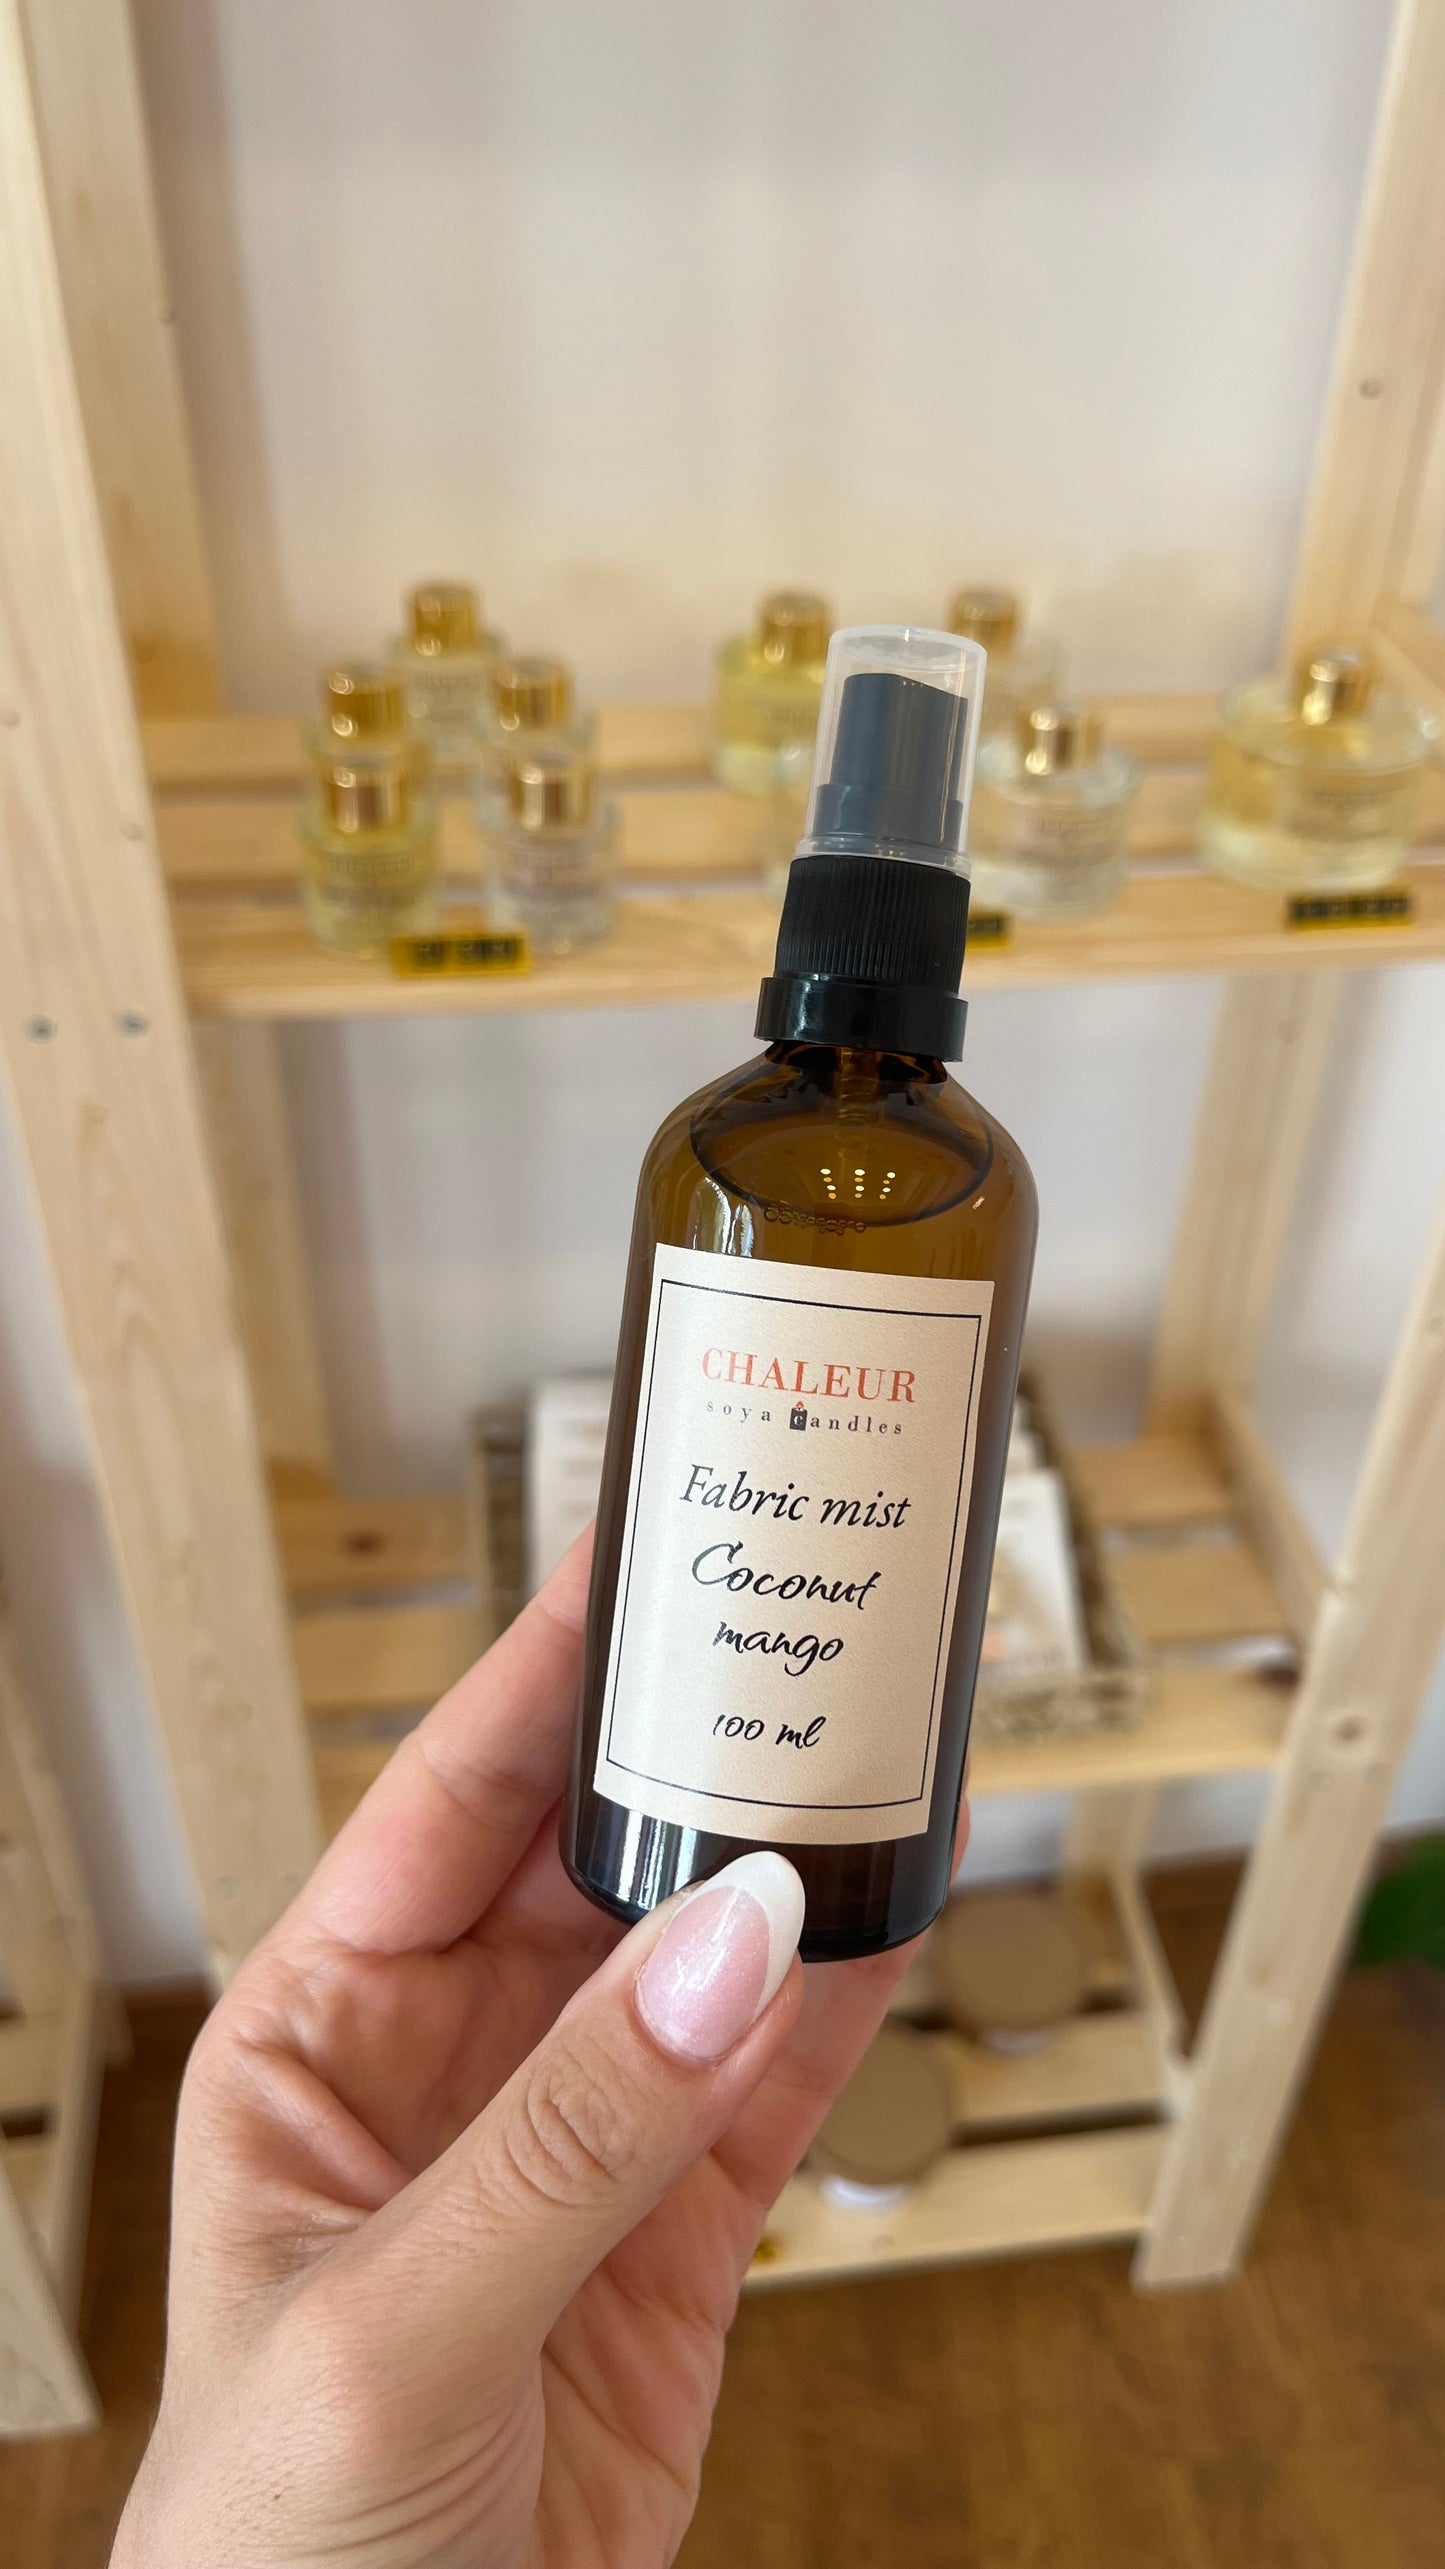 CHALEUR
soya candles
Fabric mist
Coconut
mango
100 ml